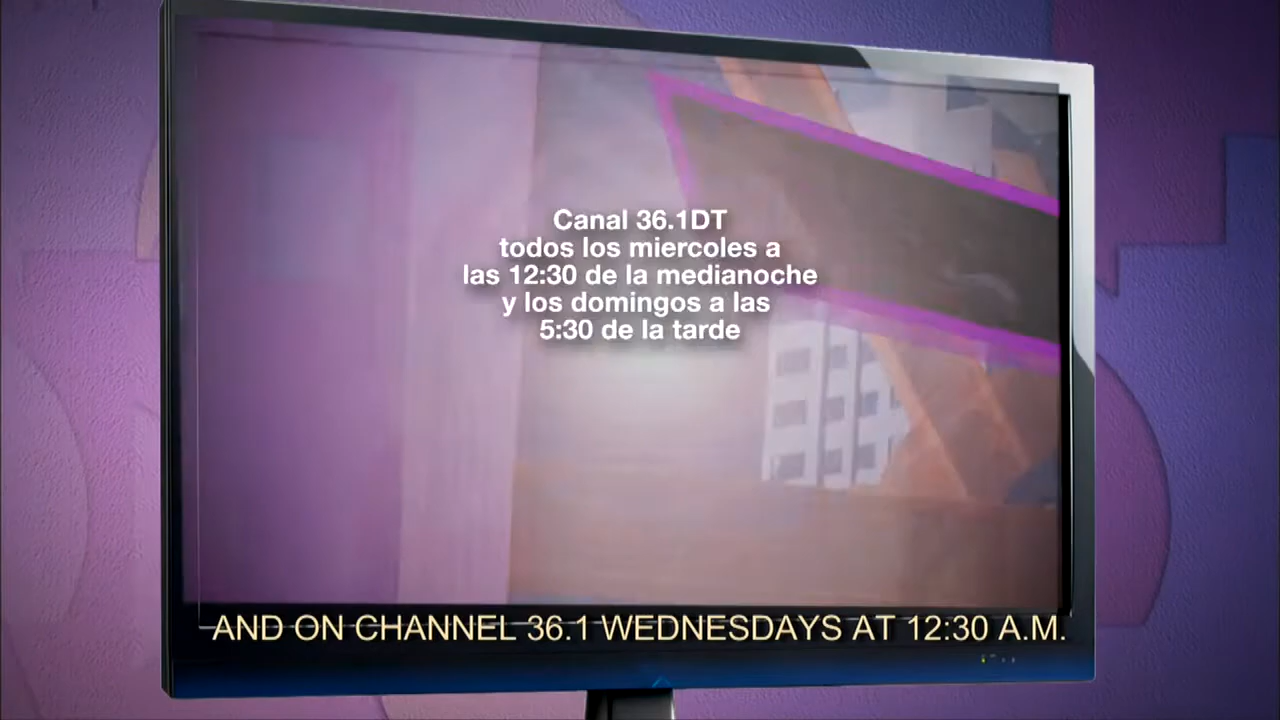 Canal 36.1DT
todos los miercoles a
las 12:30 de la medianoche
y los domingos a las
5:30 de la tarde
AND ON CHANNEL 36.1 WEDNESDAYS AT 12:30 A.M.